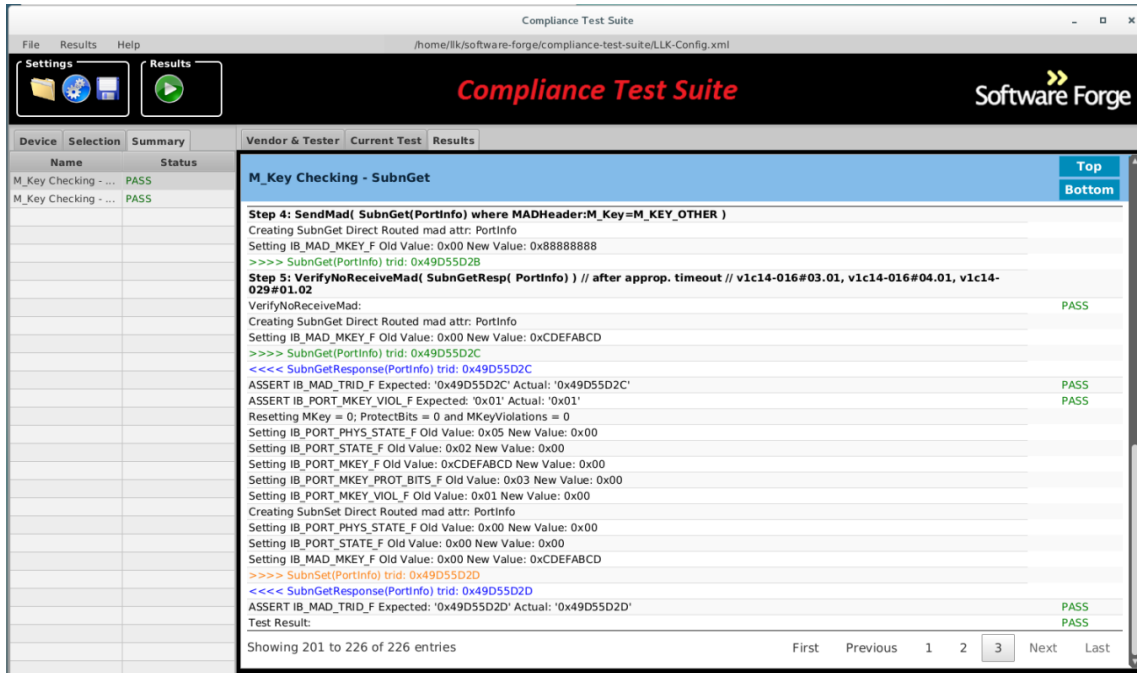 Compliance Test Suite
File Results Help /home/llk/software-forge/compliance-test-suite/LLK-Config.xml
Settings Results
Compliance Test Suite
Software Forge
Device Selection Summary
Name Status
M_Key Checking - ... PASS
M_Key Checking - ... PASS
Vendor & Tester Current Test Results
M_Key Checking - SubnGet
Top
Bottom
Step 4: SendMad( SubnGet(PortInfo) where MADHeader:M_Key=M_KEY_OTHER )
Creating SubnGet Direct Routed mad attr: PortInfo
Setting IB_MAD_MKEY_F Old Value: 0x00 New Value: 0x88888888
>>>> SubnGet(PortInfo) trid: 0x49D55D2B
Step 5: VerifyNoReceiveMad( SubnGetResp( PortInfo) ) // after approp. timeout // v1c14-016#03.01, v1c14-016#04.01, v1c14-
029#01.02
VerifyNoReceiveMad: PASS
Creating SubnGet Direct Routed mad attr: PortInfo
Setting IB_MAD_MKEY_F Old Value: 0x00 New Value: 0xCDEFABCD
>>>> SubnGet(PortInfo) trid: 0x49D55D2C
<<<< SubnGetResponse(PortInfo) trid: 0x49D55D2C
ASSERT IB_MAD_TRID_F Expected: '0x49D55D2C' Actual: '0x49D55D2C' PASS
ASSERT IB_PORT_MKEY_VIOL_F Expected: '0x01' Actual: '0x01' PASS
Resetting MKey = 0; ProtectBits = 0 and MKeyViolations = 0
Setting IB_PORT_PHYS_STATE_F Old Value: 0x05 New Value: 0x00
Setting IB_PORT_STATE_F Old Value: 0x02 New Value: 0x00
Setting IB_PORT_MKEY_F Old Value: 0xCDEFABCD New Value: 0x00
Setting IB_PORT_MKEY_PROT_BITS_F Old Value: 0x03 New Value: 0x00
Setting IB_PORT_MKEY_VIOL_F Old Value: 0x01 New Value: 0x00
Creating SubnSet Direct Routed mad attr: PortInfo
Setting IB_PORT_PHYS_STATE_F Old Value: 0x00 New Value: 0x00
Setting IB_PORT_STATE_F Old Value: 0x00 New Value: 0x00
Setting IB_MAD_MKEY_F Old Value: 0x00 New Value: 0xCDEFABCD
>>>> SubnSet(PortInfo) trid: 0x49D55D2D
<<<< SubnGetResponse(PortInfo) trid: 0x49D55D2D
ASSERT IB_MAD_TRID_F Expected: '0x49D55D2D' Actual: '0x49D55D2D' PASS
Test Result: PASS
Showing 201 to 226 of 226 entries First Previous 1 2 3 Next Last